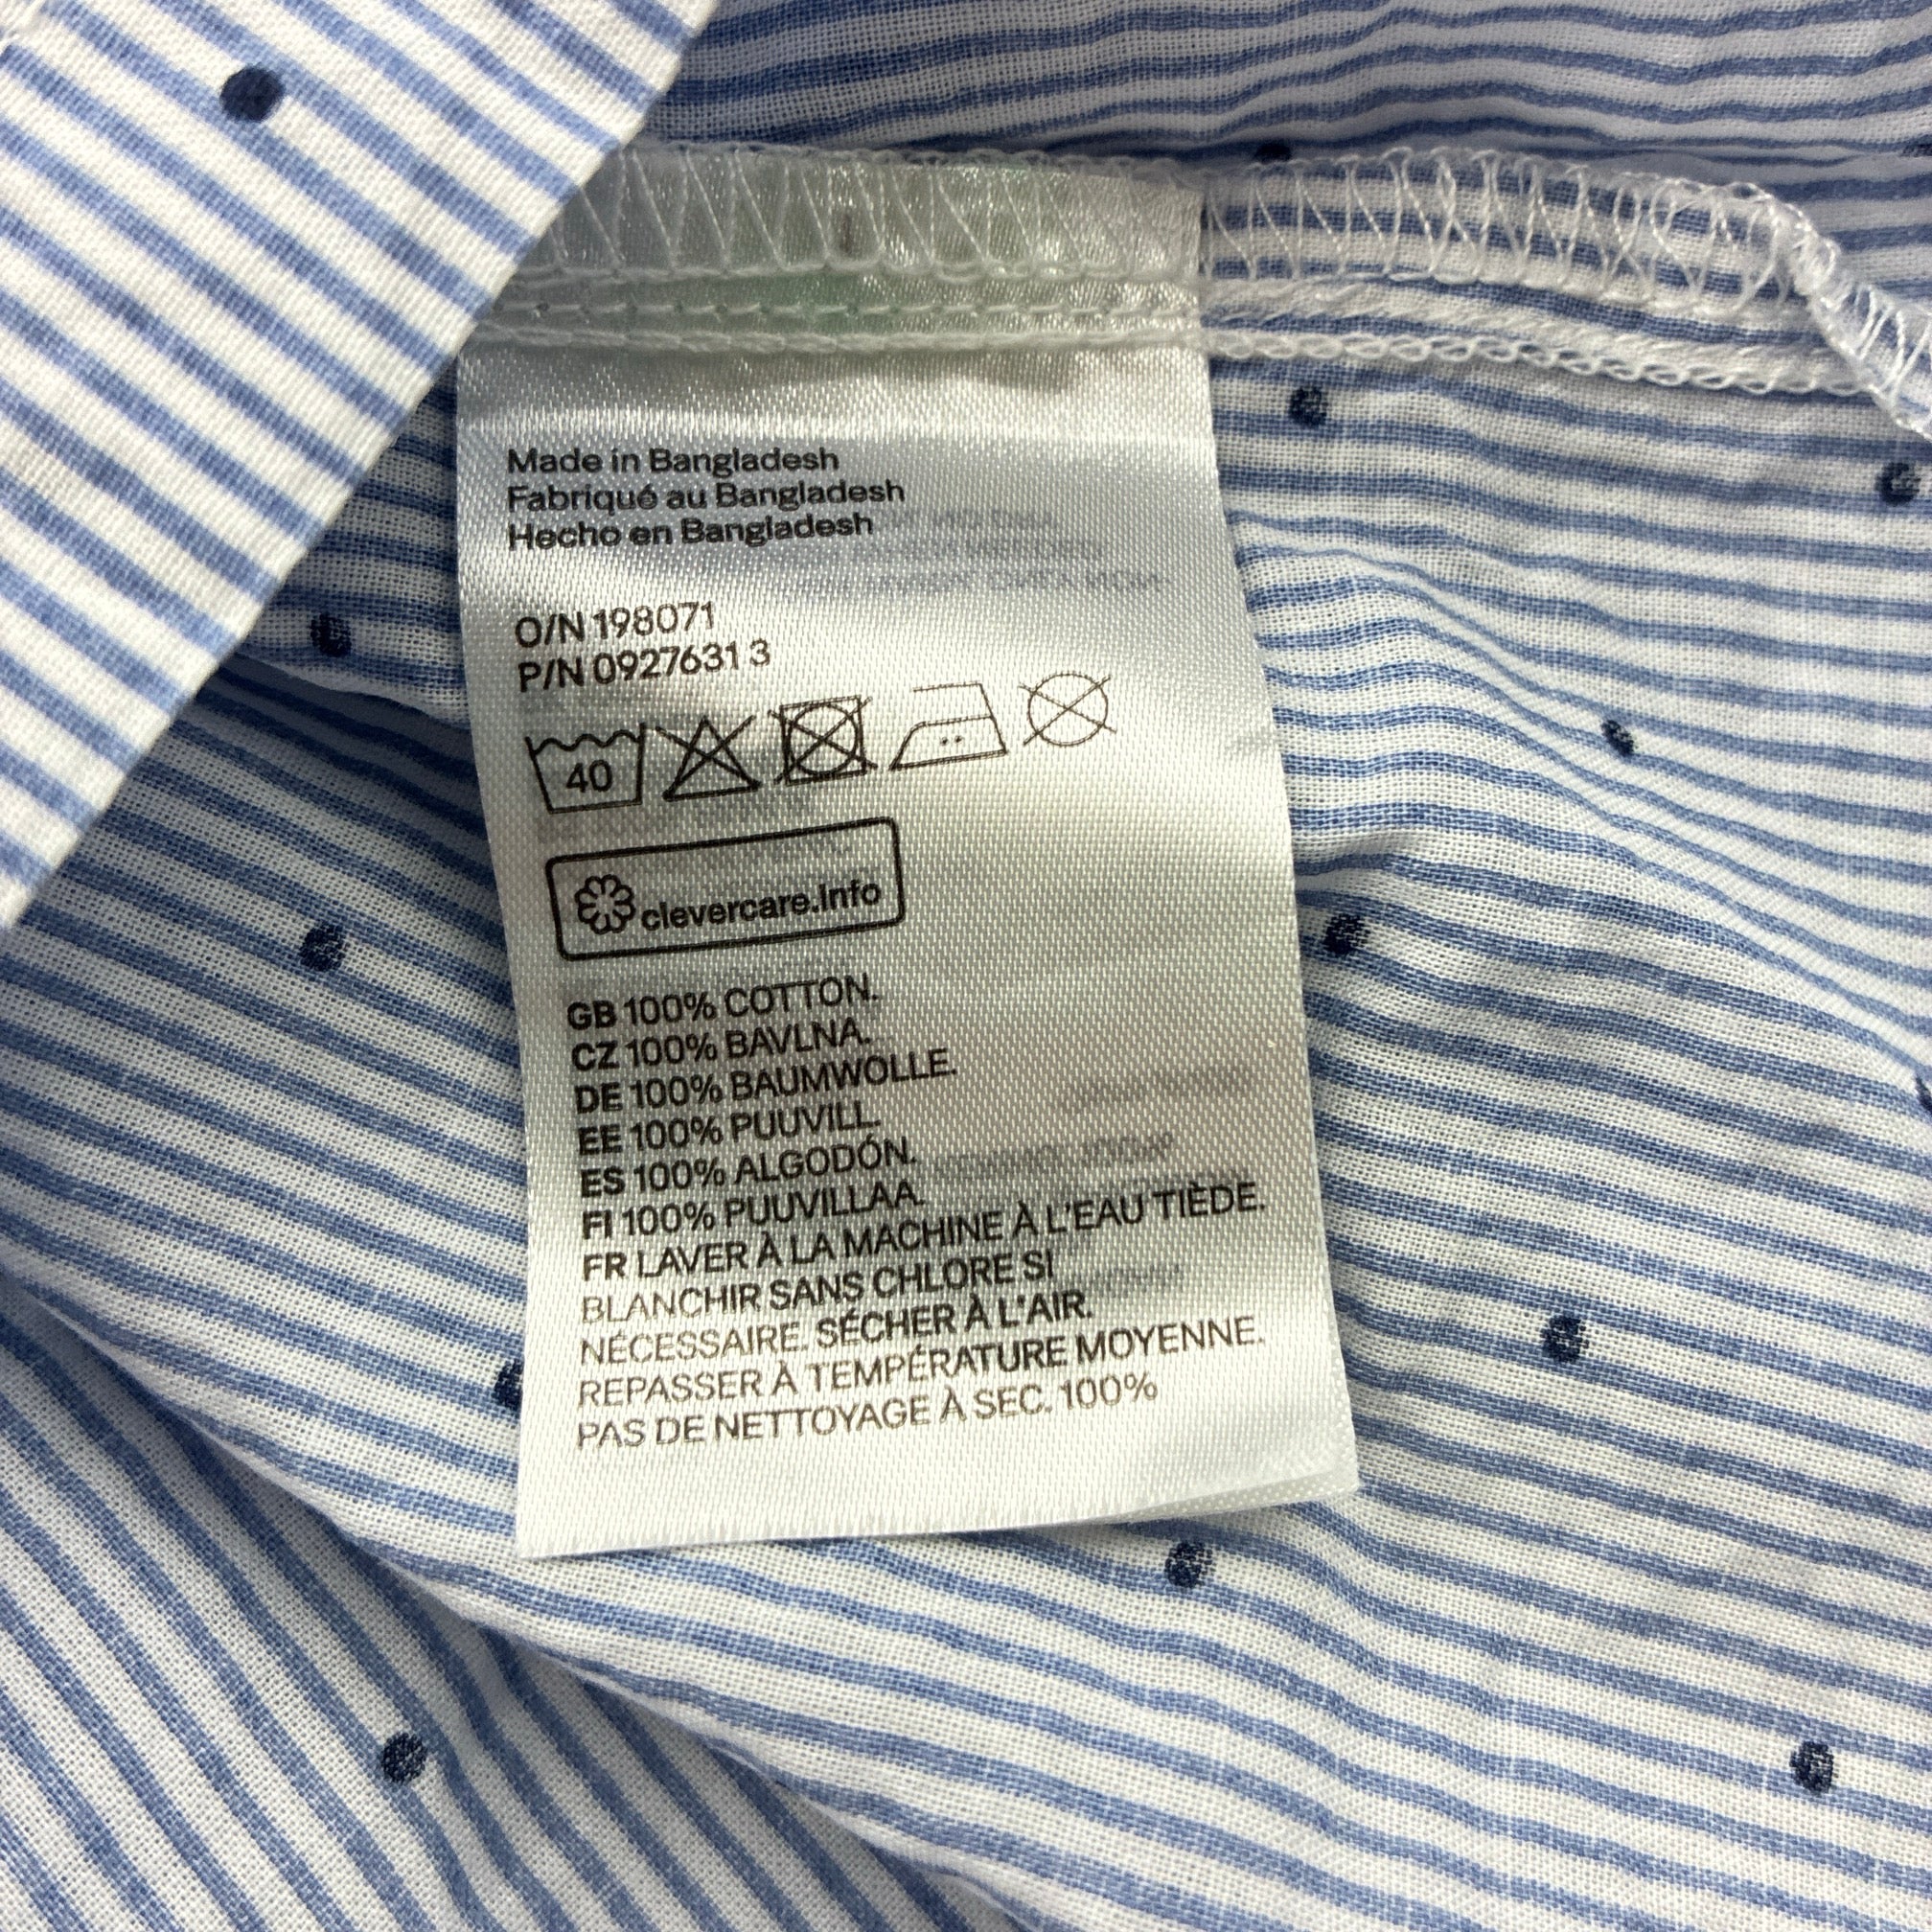 Made in Bangladesh
Fabriqué au Bangladesh
Hecho en Bangladesh
O/N 198071
P/N 0927631 3
40
clevercare.info
GB 100% COTTON.
CZ 100% BAVLNA.
DE 100% BAUMWOLLE.
EE 100% PUUVILL
ES 100% ALGODÓN.
FI 100% PUUVILLAA.
FR LAVER À LA MACHINE À L'EAU TIÈDE.
BLANCHIR SANS CHLORE SI
NÉCESSAIRE. SÉCHER À L'AIR.
REPASSER À TEMPÉRATURE MOYENNE.
PAS DE NETTOYAGE À SEC. 100%